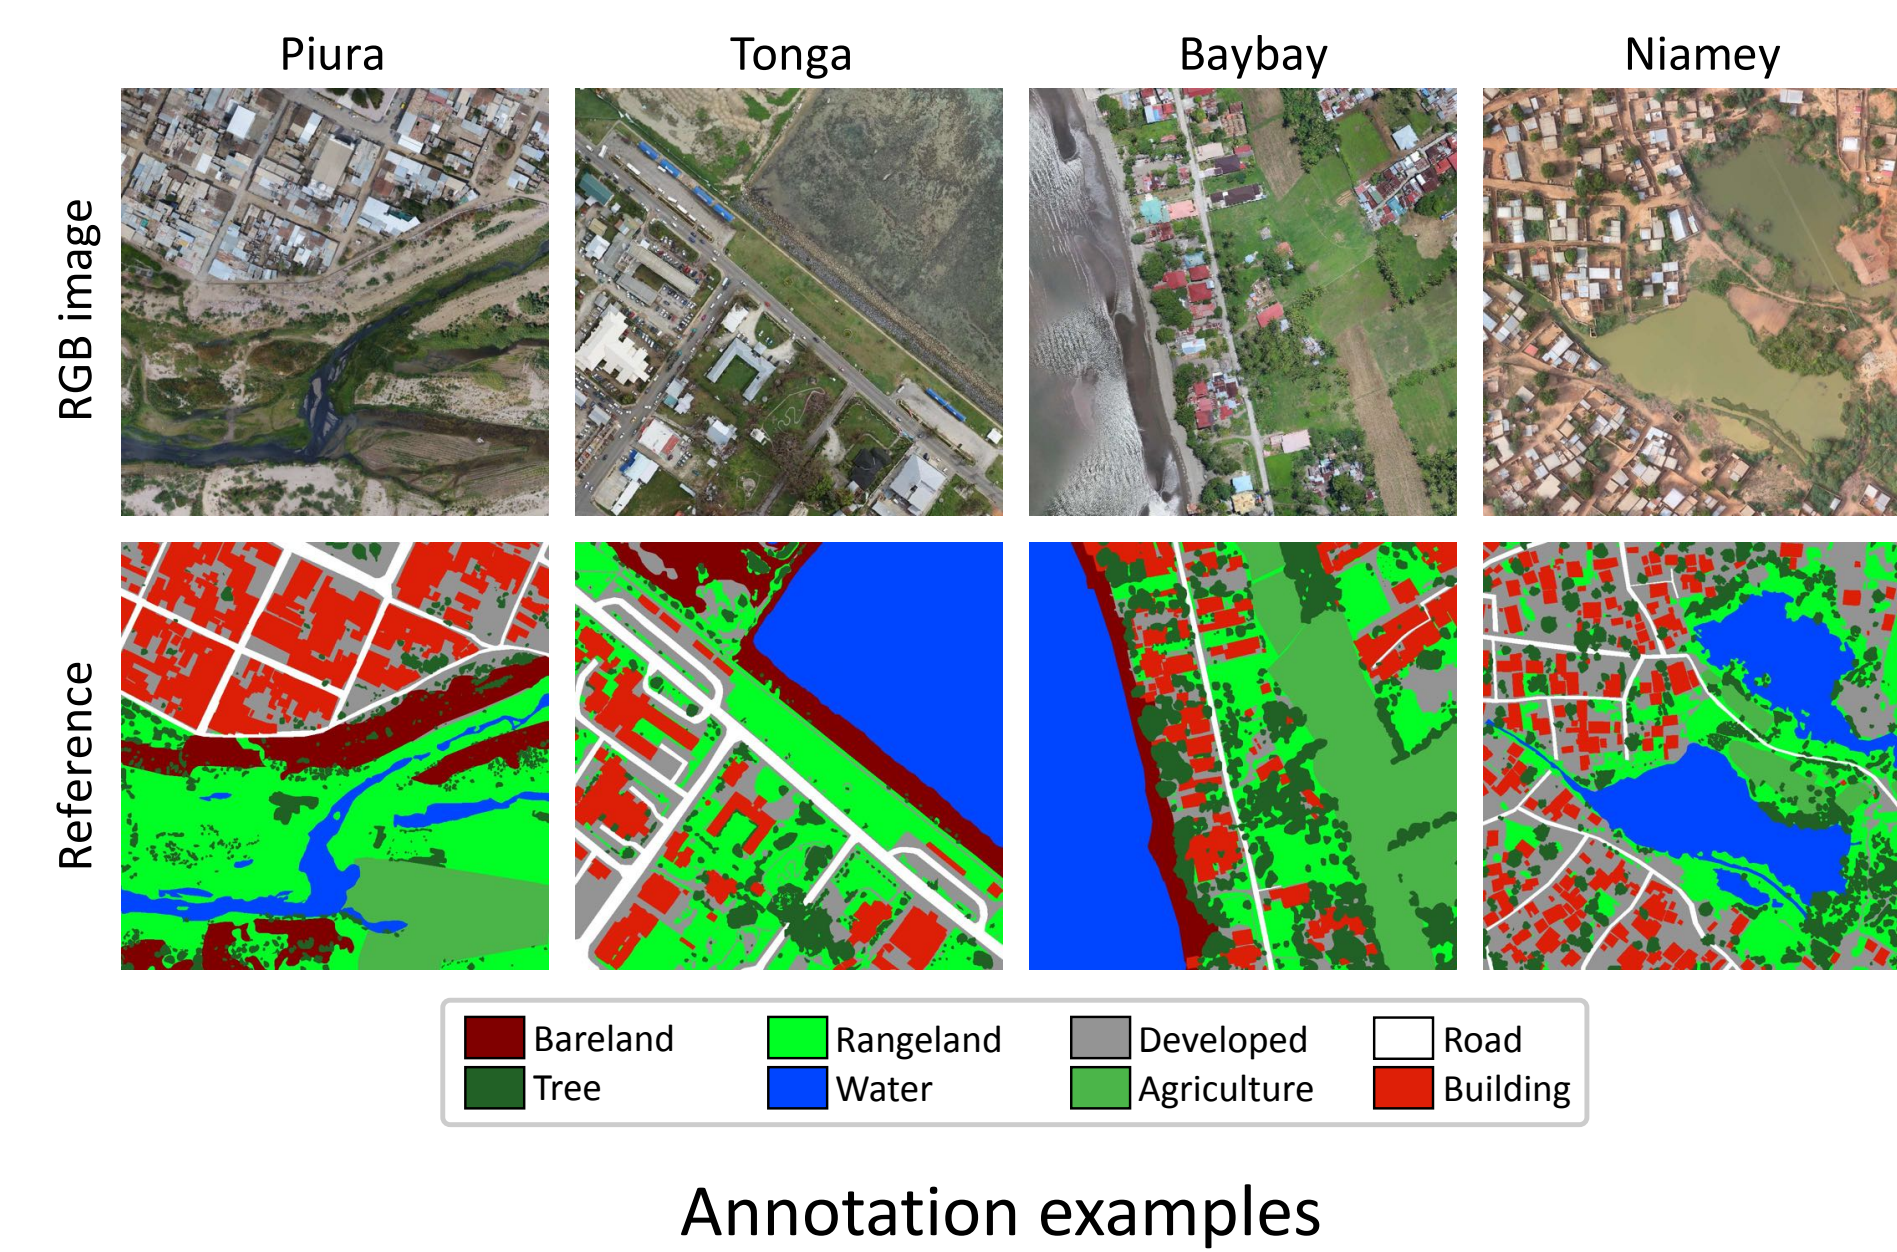 Piura
Tonga
Baybay
Niamey
RGB image
Reference
Bareland
Rangeland
Developed
Road
Tree
Water
Agriculture
Building
Annotation examples